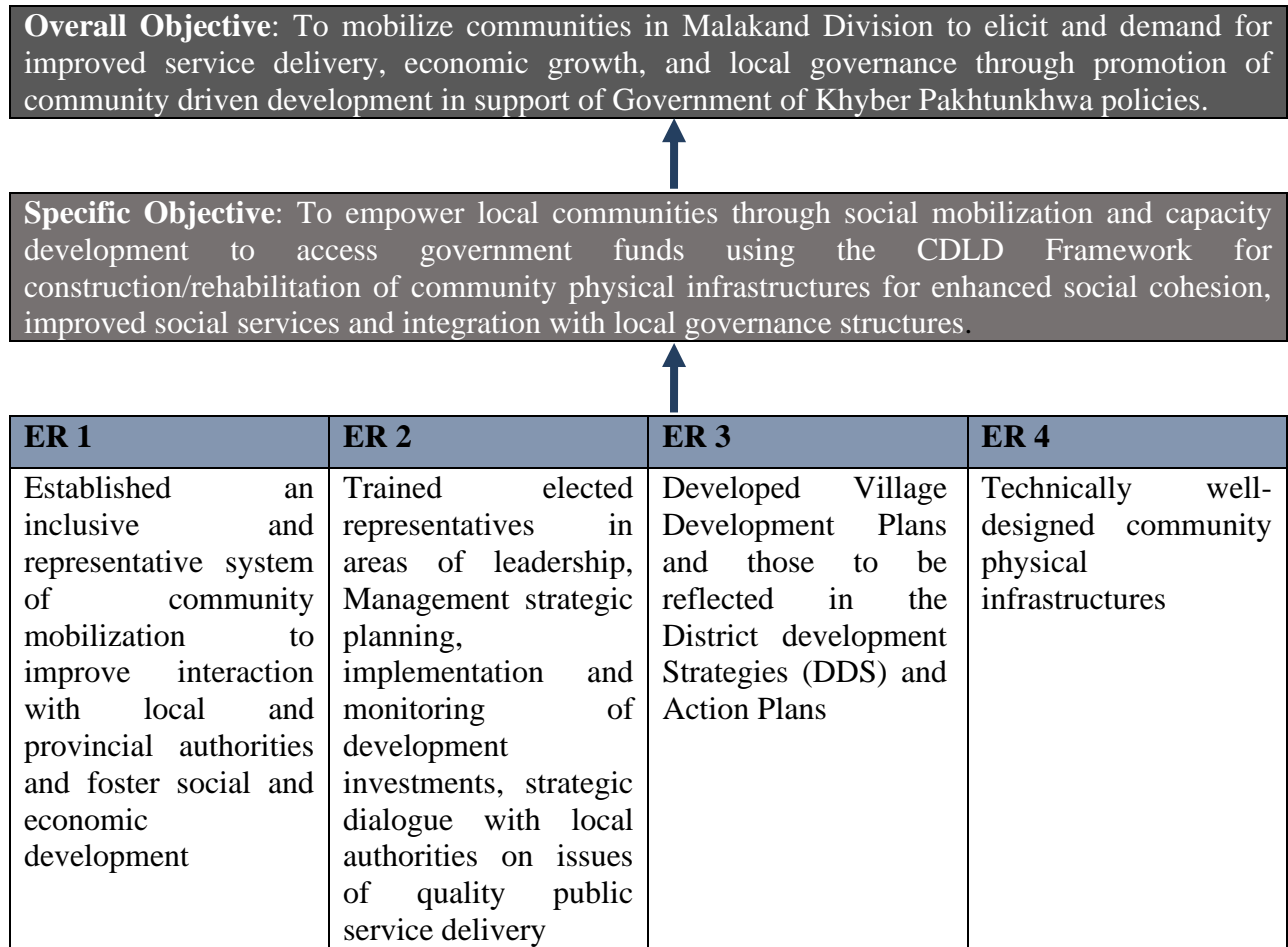 Overall Objective: To mobilize communities in Malakand Division to elicit and demand for
improved service delivery, economic growth, and local governance through promotion of
community driven development in support of Government of Khyber Pakhtunkhwa policies.
Specific Objective: To empower local communities through social mobilization and capacity
development to access government funds using the CDLD Framework for
construction/rehabilitation of community physical infrastructures for enhanced social cohesion,
improved social services and integration with local governance structures.
ER 1
Established an
inclusive and
representative system
of community
mobilization to
improve interaction
with local and
provincial authorities
and foster social and
economic
development
ER 2
Trained elected
representatives in
areas of leadership,
Management strategic
planning,
implementation and
monitoring of
development
investments, strategic
dialogue with local
authorities on issues
of quality public
service delivery
ER 3
Developed Village
Development Plans
and those to be
reflected in the
District development
Strategies (DDS) and
Action Plans
ER 4
Technically well-
designed community
physical
infrastructures